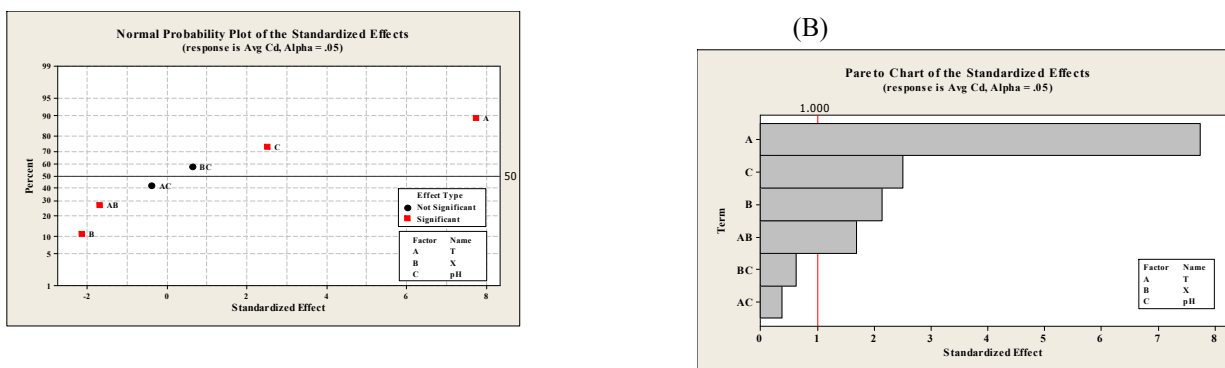 Normal Probability Plot of the Standardized Effects
(response is Avg Cd, Alpha = .05)
99
95
90
80
70
60
50
40
30
20
10
5
1
Percent
A
C
BC
AC
AB
B
50
Effect Type
Not Significant
Significant
Factor Name
A T
B X
C pH
-2 0 2 4 6 8
Standardized Effect
(B)
Pareto Chart of the Standardized Effects
(response is Avg Cd, Alpha = .05)
1.000
Term
A
C
B
AB
BC
AC
Factor Name
A T
B X
C pH
0 1 2 3 4 5 6 7 8
Standardized Effect